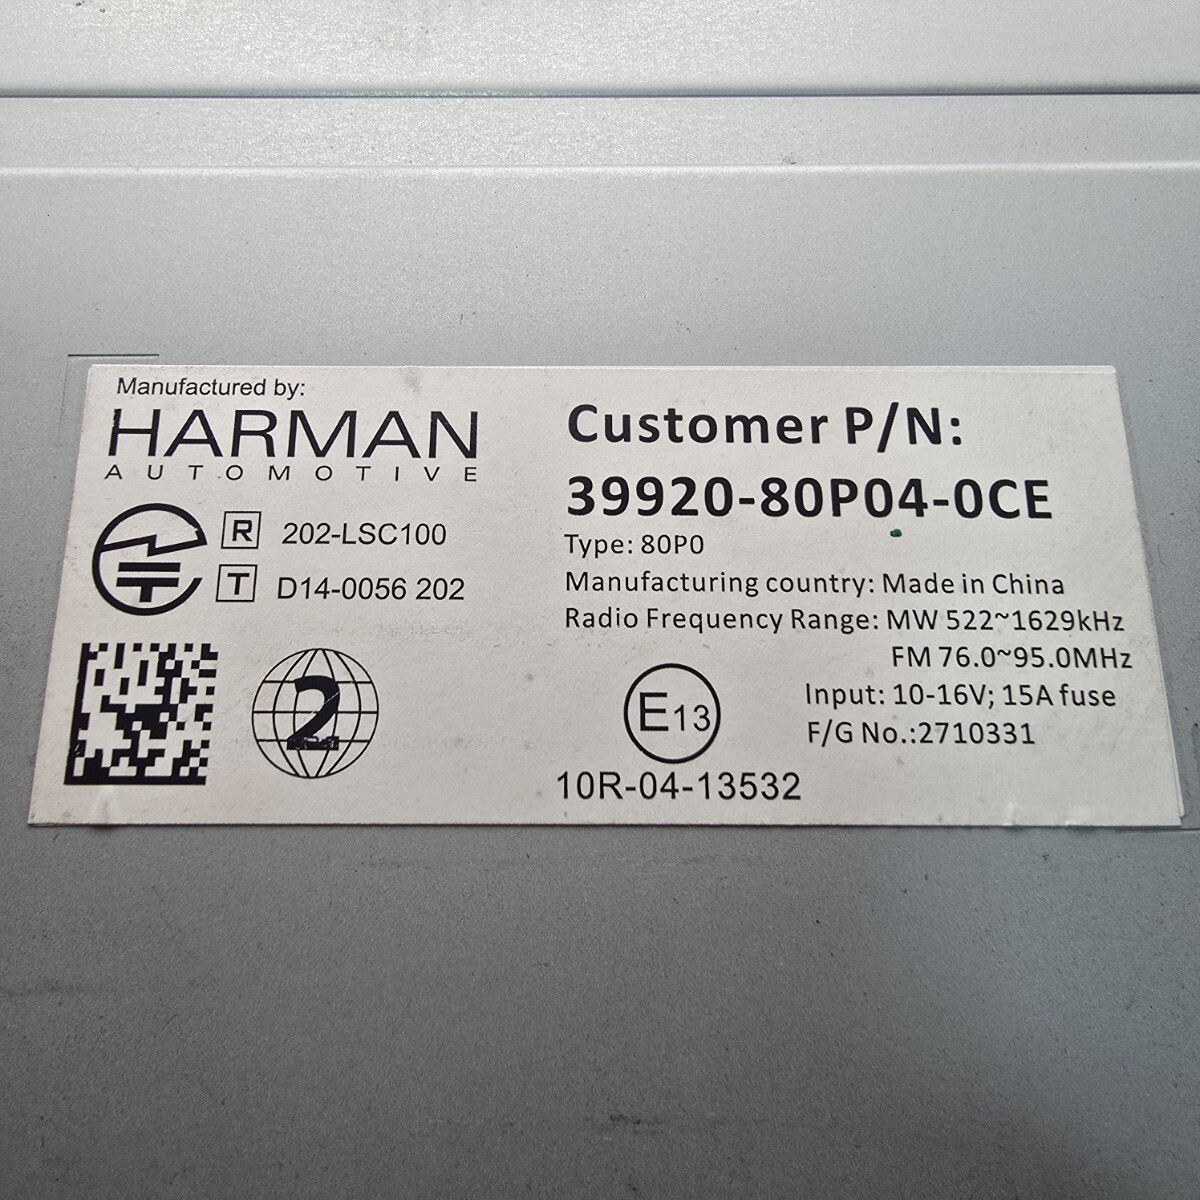 Manufactured by:
HARMAN
AUTOMOTIVE
R 202-LSC100
T D14-0056 202
2
Customer P/N:
39920-80P04-0CE
Type: 80P0
Manufacturing country: Made in China
Radio Frequency Range: MW 522~1629kHz
FM 76.0~95.0MHz
Input: 10-16V; 15A fuse
F/G No.:2710331
E13
10R-04-13532